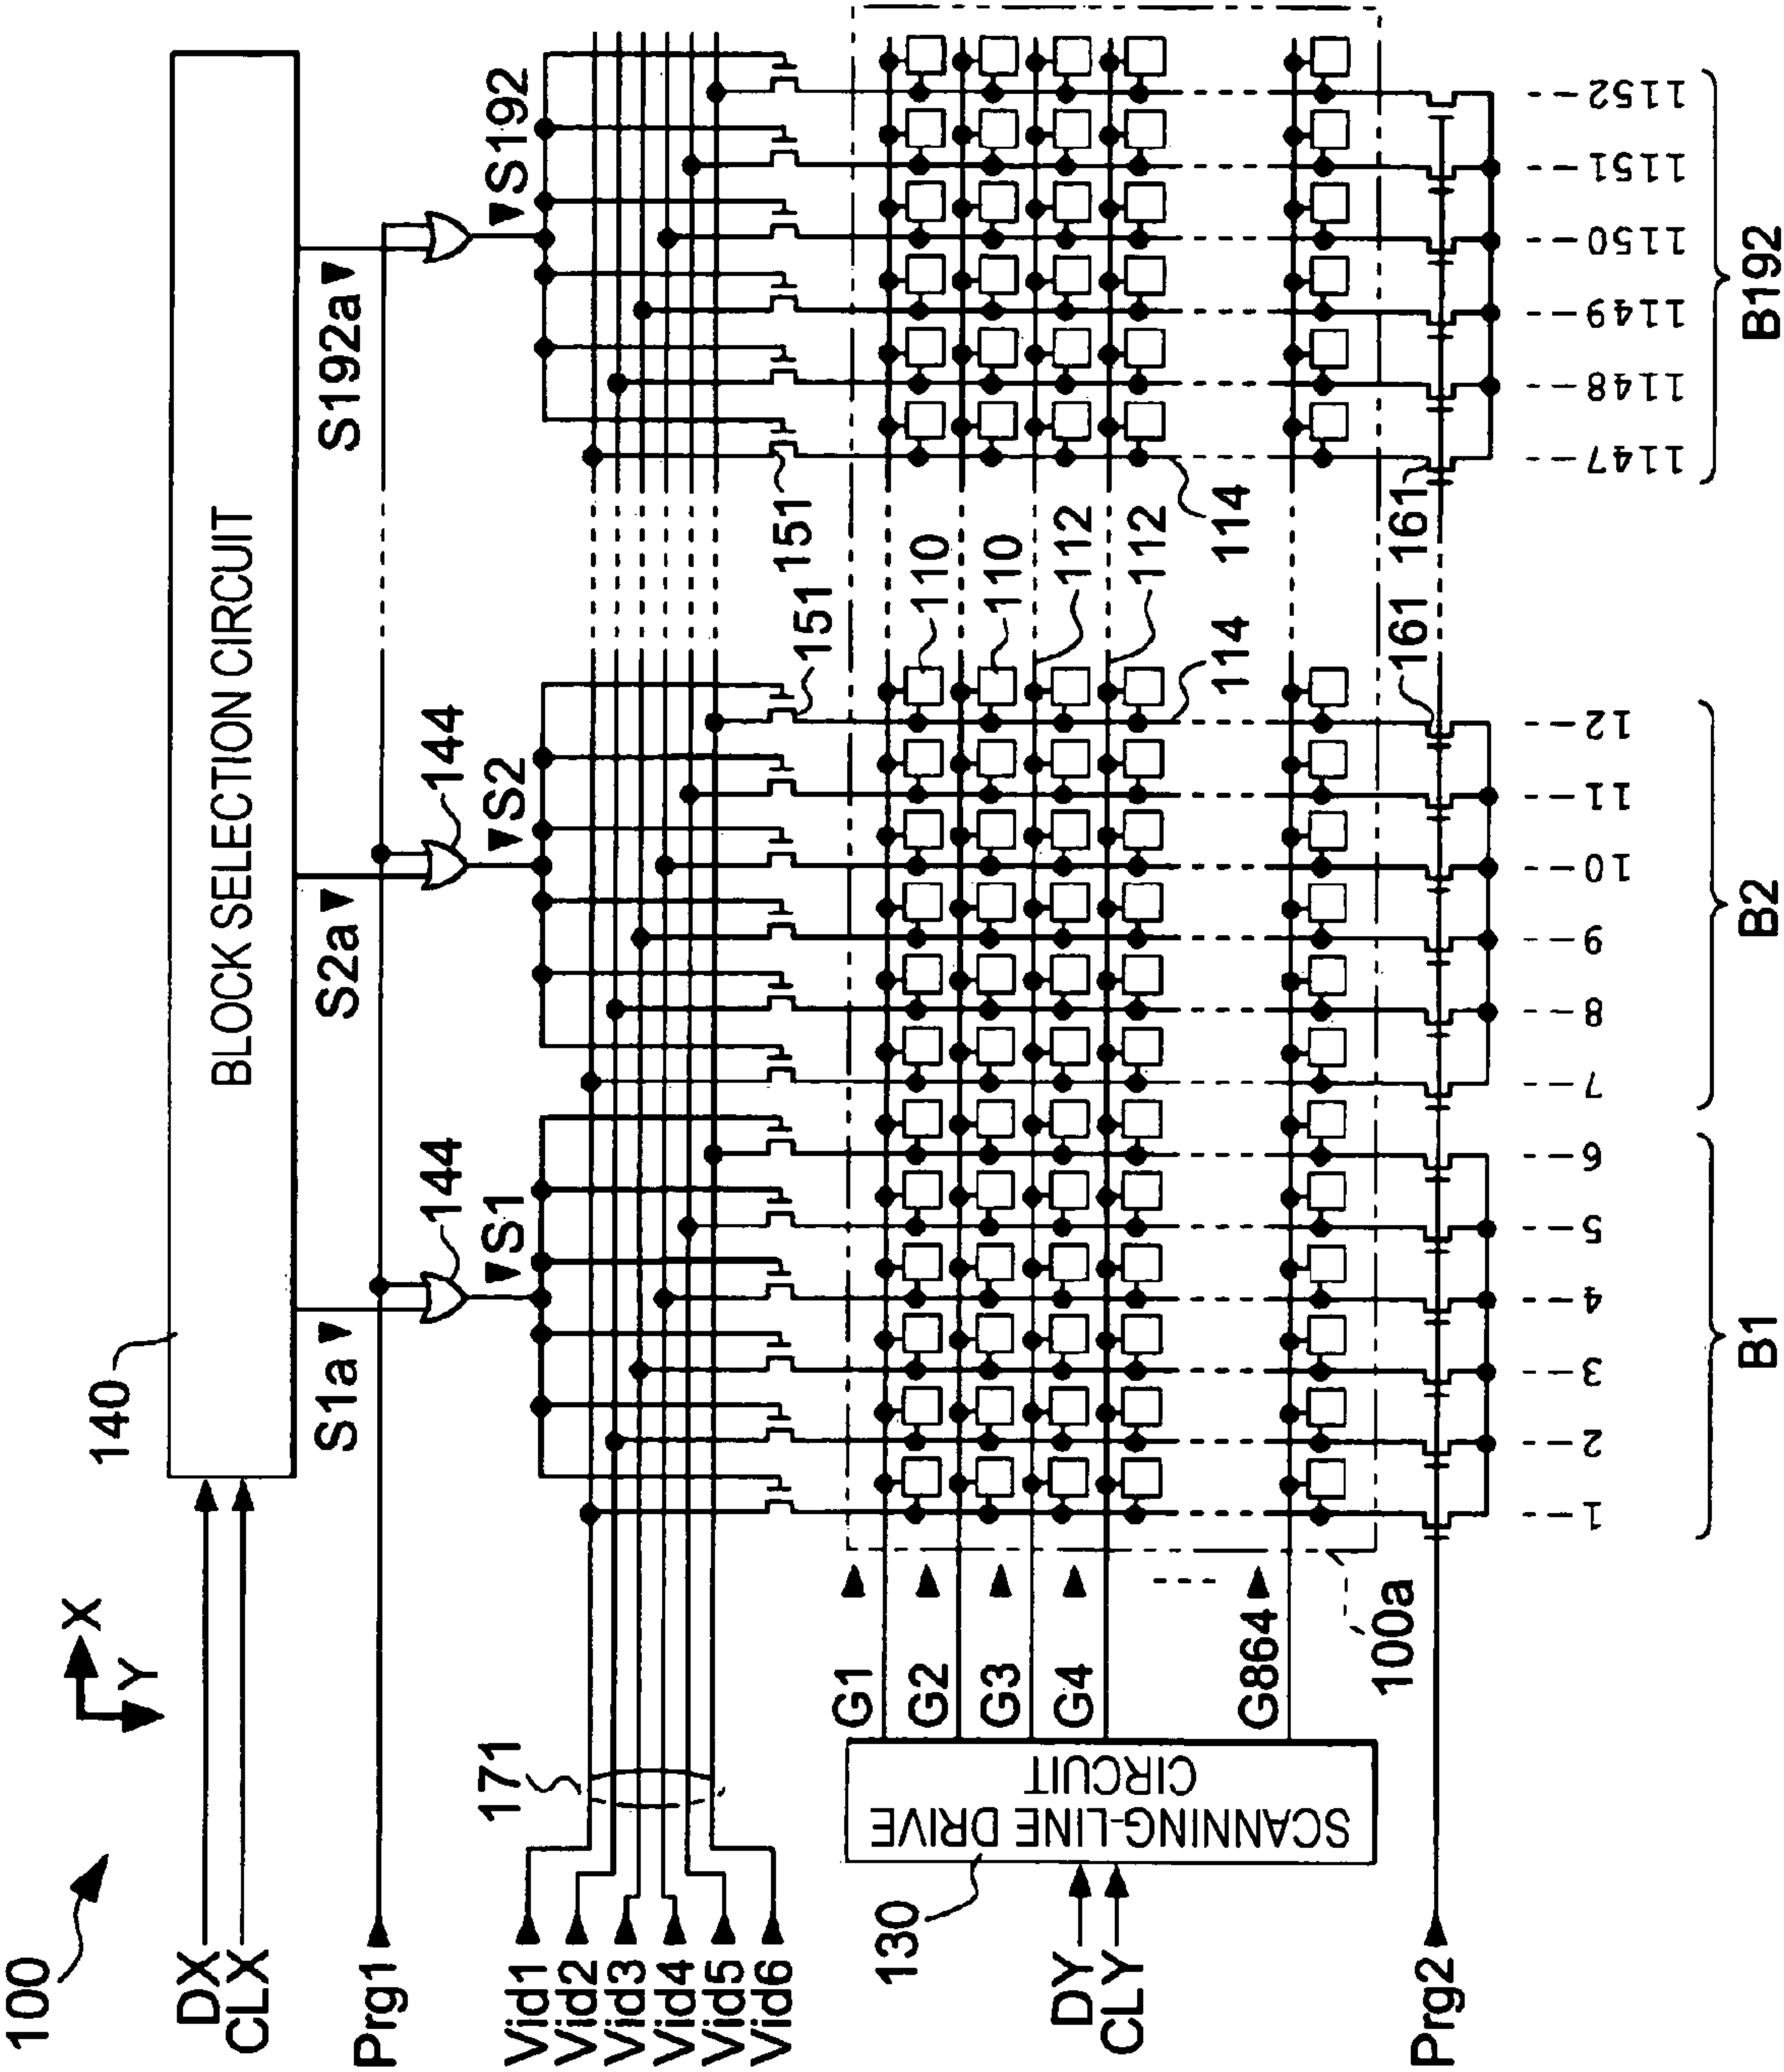 100
X
Y
140
BLOCK SELECTION CIRCUIT
DX
CLX
S1a
S2a
S192a
Prg1
144
144
S1
S2
S192
171
Vid1
Vid2
Vid3
Vid4
Vid5
Vid6
151
151
G1
G2
G3
G4
G864
110
110
112
112
114
114
130
SCANNING-LINE DRIVE
CIRCUIT
DY
CLY
100a
161
161
Prg2
1
2
3
4
5
6
7
8
9
10
11
12
1147
1148
1149
1150
1151
1152
B1
B2
B192